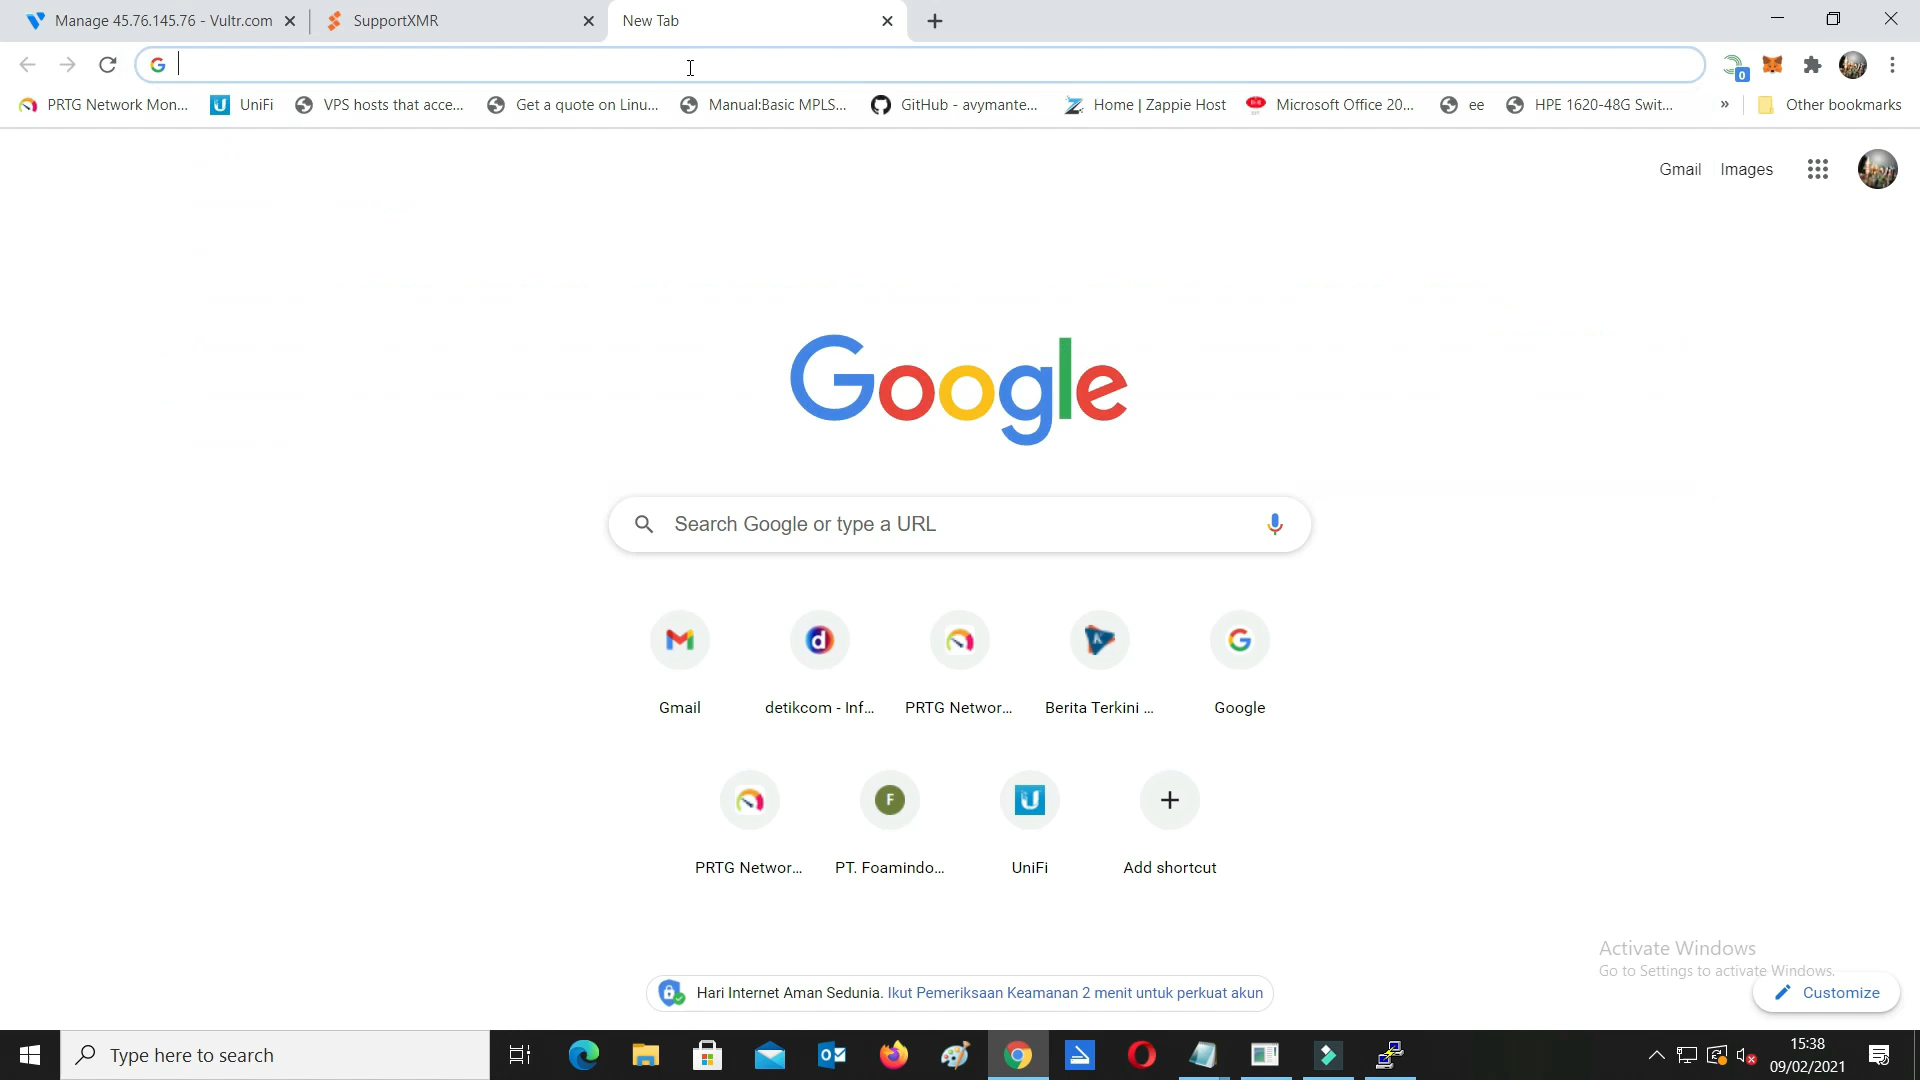 Manage 45.76.145.76 - Vultr.com
SupportXMR
New Tab
0
PRTG Network Mon...
UniFi
VPS hosts that acce...
Get a quote on Linu...
Manual:Basic MPLS...
GitHub - avymante...
Home | Zappie Host
Microsoft Office 20...
ee
HPE 1620-48G Swit...
»
Other bookmarks
Gmail
Images
Google
Search Google or type a URL
Gmail
detikcom - Inf...
PRTG Networ...
Berita Terkini ...
Google
PRTG Networ...
F
PT. Foamindo...
UniFi
Add shortcut
Activate Windows
Go to Settings to activate Windows.
Hari Internet Aman Sedunia. Ikut Pemeriksaan Keamanan 2 menit untuk perkuat akun
Customize
Type here to search
15:38
09/02/2021